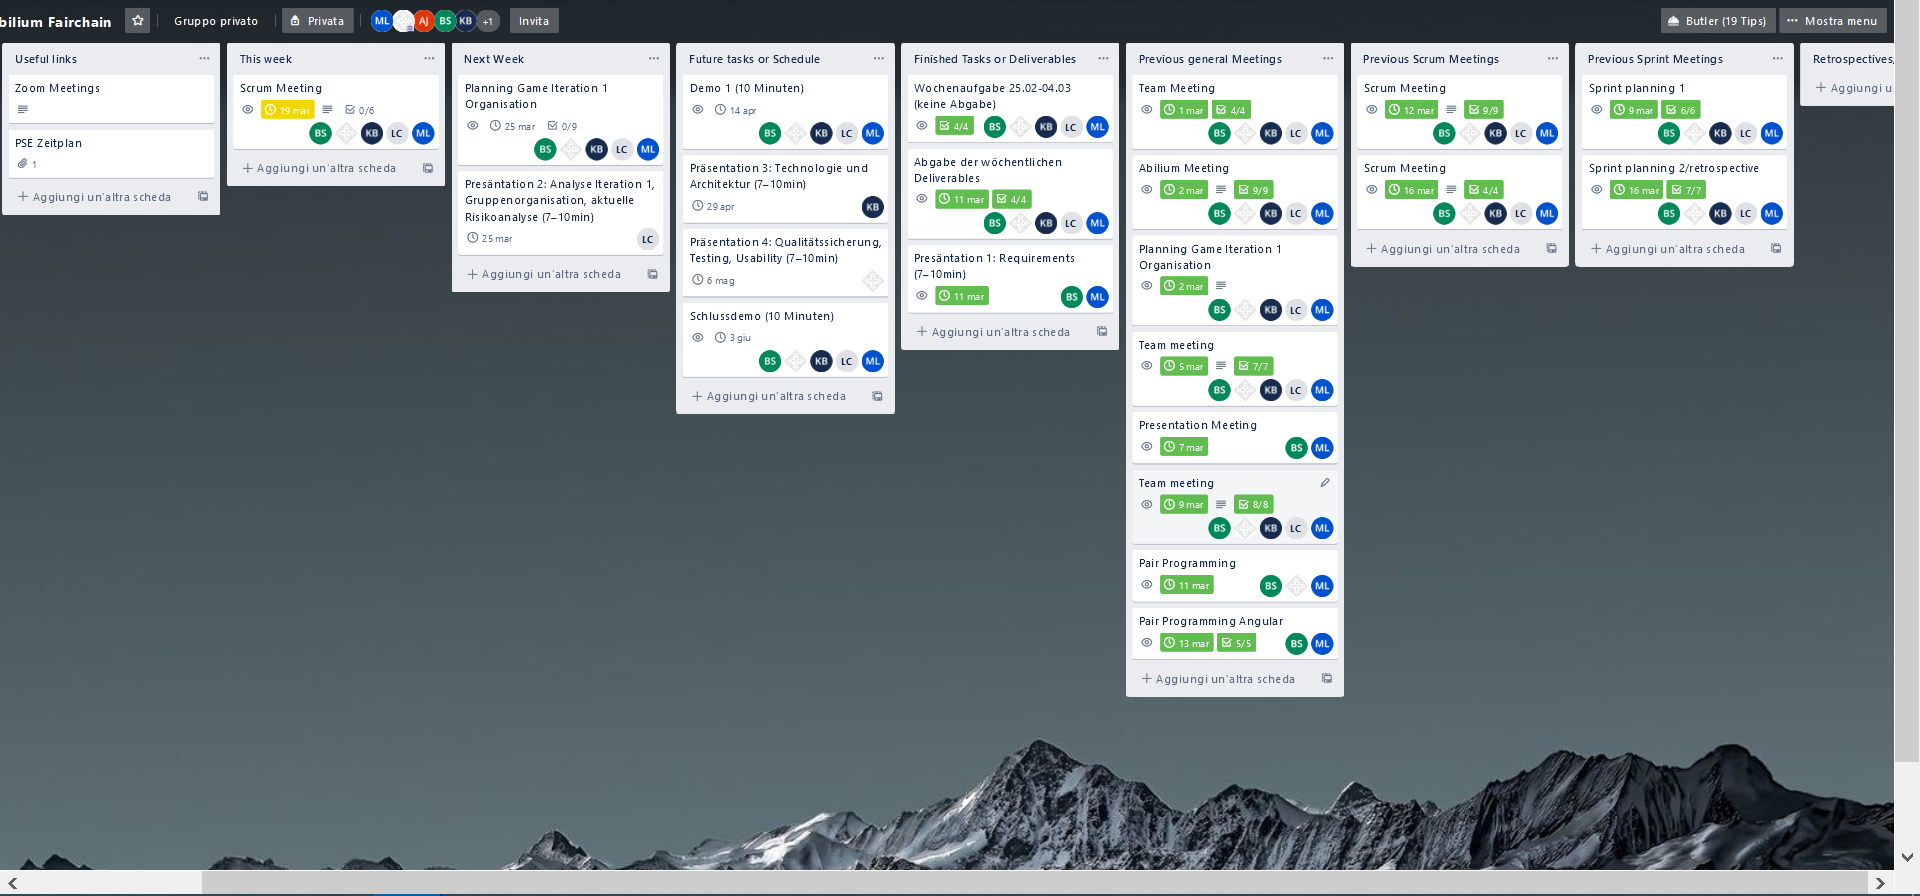 bilium Fairchain
Gruppo privato
Privata
ML
AJ
BS
KB
+1
Invita
Butler (19 Tips)
Mostra menu
Useful links
Zoom Meetings
PSE Zeitplan
1
Aggiungi un'altra scheda
This week
Scrum Meeting
19 mar
0/6
BS KB LC ML
Aggiungi un'altra scheda
Next Week
Planning Game Iteration 1
Organisation
25 mar
0/9
BS KB LC ML
Presäntation 2: Analyse Iteration 1,
Gruppenorganisation, aktuelle
Risikoanalyse (7–10min)
25 mar
LC
Aggiungi un'altra scheda
Future tasks or Schedule
Demo 1 (10 Minuten)
14 apr
BS KB LC ML
Präsentation 3: Technologie und
Architektur (7–10min)
29 apr
KB
Präsentation 4: Qualitätssicherung,
Testing, Usability (7–10min)
6 mag
Schlussdemo (10 Minuten)
3 giu
BS KB LC ML
Aggiungi un'altra scheda
Finished Tasks or Deliverables
Wochenaufgabe 25.02-04.03
(keine Abgabe)
4/4
BS KB LC ML
Abgabe der wöchentlichen
Deliverables
11 mar
4/4
BS KB LC ML
Presäntation 1: Requirements
(7–10min)
11 mar
BS ML
Aggiungi un'altra scheda
Previous general Meetings
Team Meeting
1 mar
4/4
BS KB LC ML
Abilium Meeting
2 mar
9/9
BS KB LC ML
Planning Game Iteration 1
Organisation
2 mar
BS KB LC ML
Team meeting
5 mar
7/7
BS KB LC ML
Presentation Meeting
7 mar
BS ML
Team meeting
9 mar
8/8
BS KB LC ML
Pair Programming
11 mar
BS ML
Pair Programming Angular
13 mar
5/5
BS ML
Aggiungi un'altra scheda
Previous Scrum Meetings
Scrum Meeting
12 mar
9/9
BS KB LC ML
Scrum Meeting
16 mar
4/4
BS KB LC ML
Aggiungi un'altra scheda
Previous Sprint Meetings
Sprint planning 1
9 mar
6/6
BS KB LC ML
Sprint planning 2/retrospective
16 mar
7/7
BS KB LC ML
Aggiungi un'altra scheda
Retrospectives,
Aggiungi u